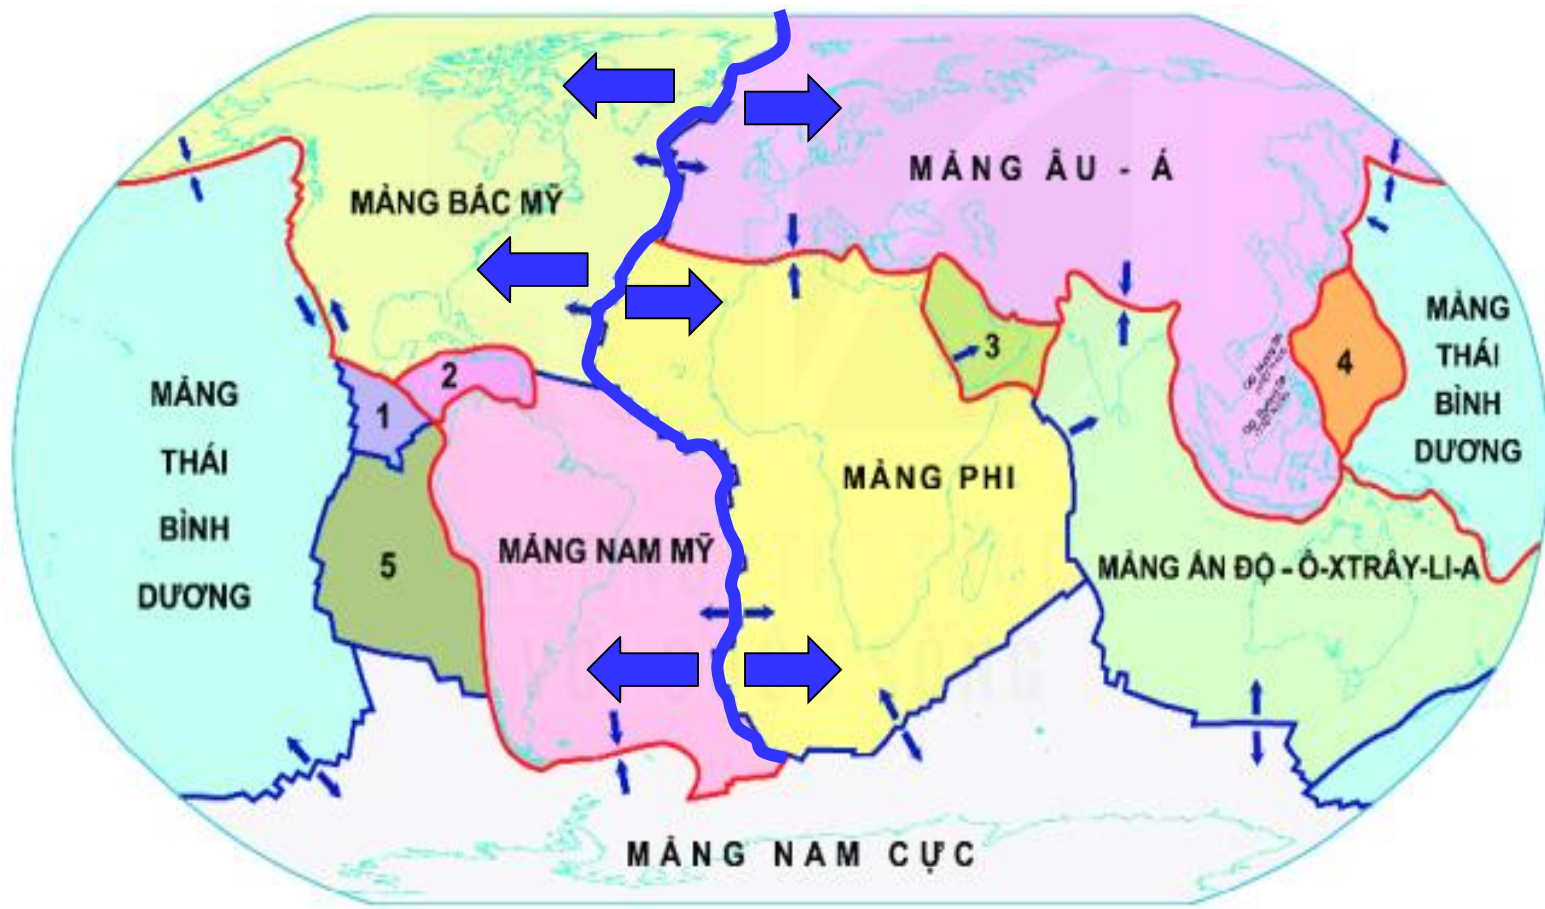 MẢNG ÂU - Á
MẢNG BẮC MỸ
MẢNG
THÁI
BÌNH
DƯƠNG
3
2
4
1
MẢNG
THÁI
BÌNH
DƯƠNG
MẢNG PHI
MẢNG NAM MỸ
5
MẢNG ẤN ĐỘ - Ô-XTRÂY-LI-A
MẢNG NAM CỰC